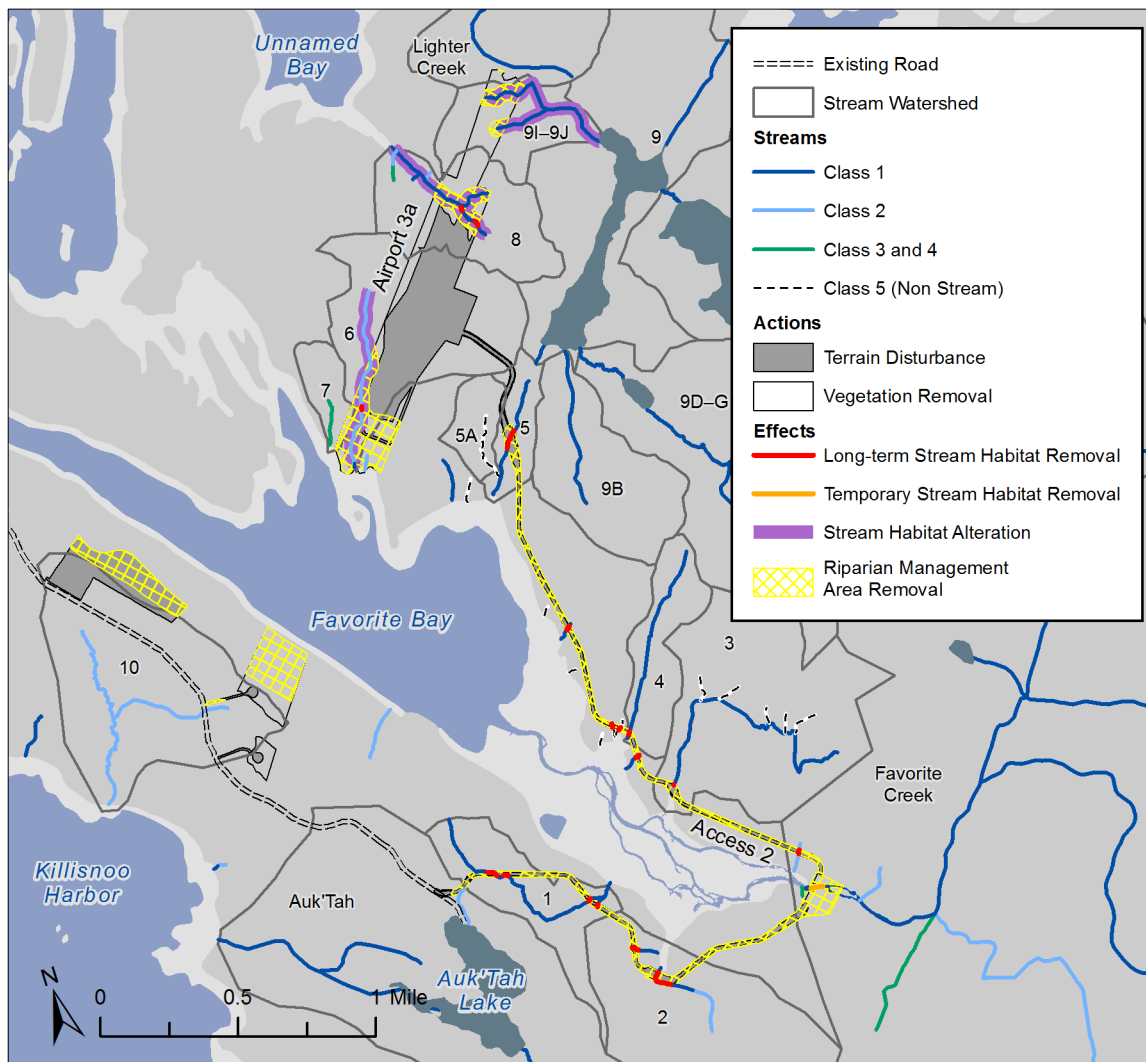 Unnamed
Bay
Lighter
Creek
9I–9J
9
8
Airport 3a
6
7
5A
5
9D–G
9B
Favorite Bay
10
3
4
Favorite
Creek
Access 2
Killisnoo
Harbor
Auk'Tah
1
Auk'Tah
Lake
2
N
0
0.5
1 Mile
Existing Road
Stream Watershed
Streams
Class 1
Class 2
Class 3 and 4
Class 5 (Non Stream)
Actions
Terrain Disturbance
Vegetation Removal
Effects
Long-term Stream Habitat Removal
Temporary Stream Habitat Removal
Stream Habitat Alteration
Riparian Management
Area Removal